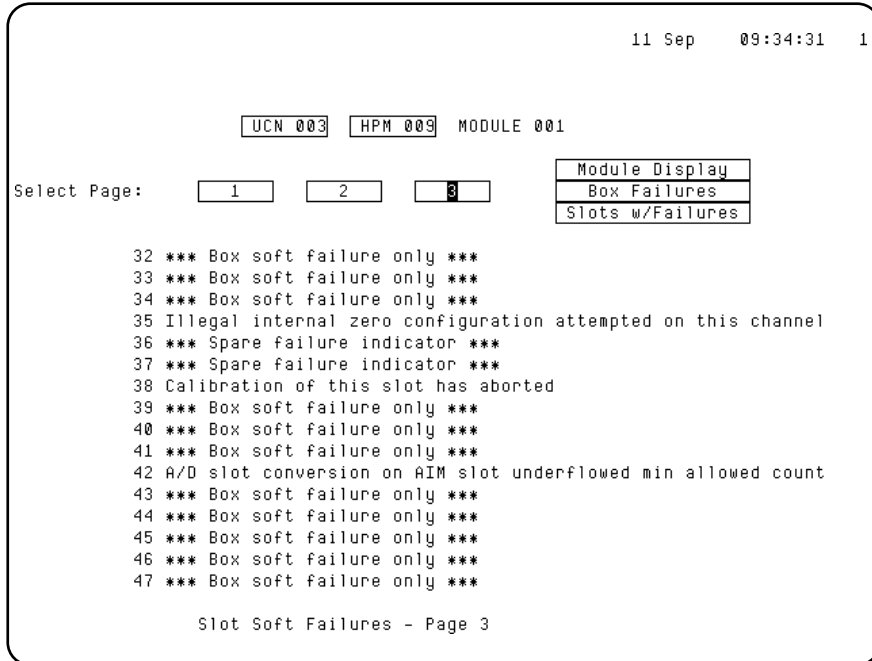 11 Sep 09:34:31 1
UCN 003 HPM 009 MODULE 001
Module Display
Select Page: 1 2 3 Box Failures
Slots w/Failures
32 *** Box soft failure only ***
33 *** Box soft failure only ***
34 *** Box soft failure only ***
35 Illegal internal zero configuration attempted on this channel
36 *** Spare failure indicator ***
37 *** Spare failure indicator ***
38 Calibration of this slot has aborted
39 *** Box soft failure only ***
40 *** Box soft failure only ***
41 *** Box soft failure only ***
42 A/D slot conversion on AIM slot underflowed min allowed count
43 *** Box soft failure only ***
44 *** Box soft failure only ***
45 *** Box soft failure only ***
46 *** Box soft failure only ***
47 *** Box soft failure only ***
Slot Soft Failures - Page 3